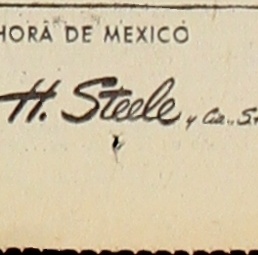 HORA DE MEXICO
H. Steele y Cia., S.